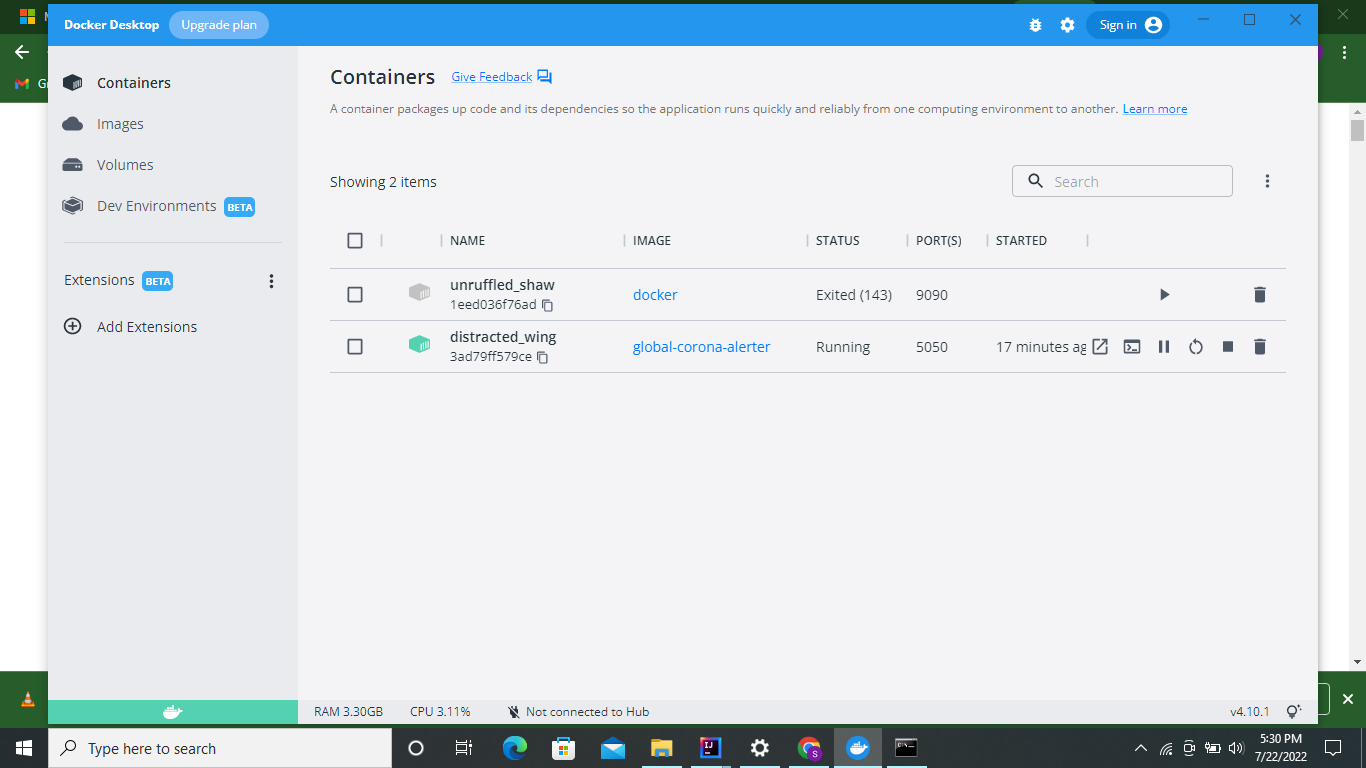 Docker Desktop
Upgrade plan
Sign in
Containers
Images
Volumes
Dev Environments BETA
Extensions BETA
Add Extensions
Containers Give Feedback
A container packages up code and its dependencies so the application runs quickly and reliably from one computing environment to another. Learn more
Showing 2 items
Search
NAME IMAGE STATUS PORT(S) STARTED
unruffled_shaw
1eed036f76ad
docker Exited (143) 9090
distracted_wing
3ad79ff579ce
global-corona-alerter Running 5050 17 minutes ag
RAM 3.30GB CPU 3.11% Not connected to Hub v4.10.1
Type here to search
5:30 PM
7/22/2022